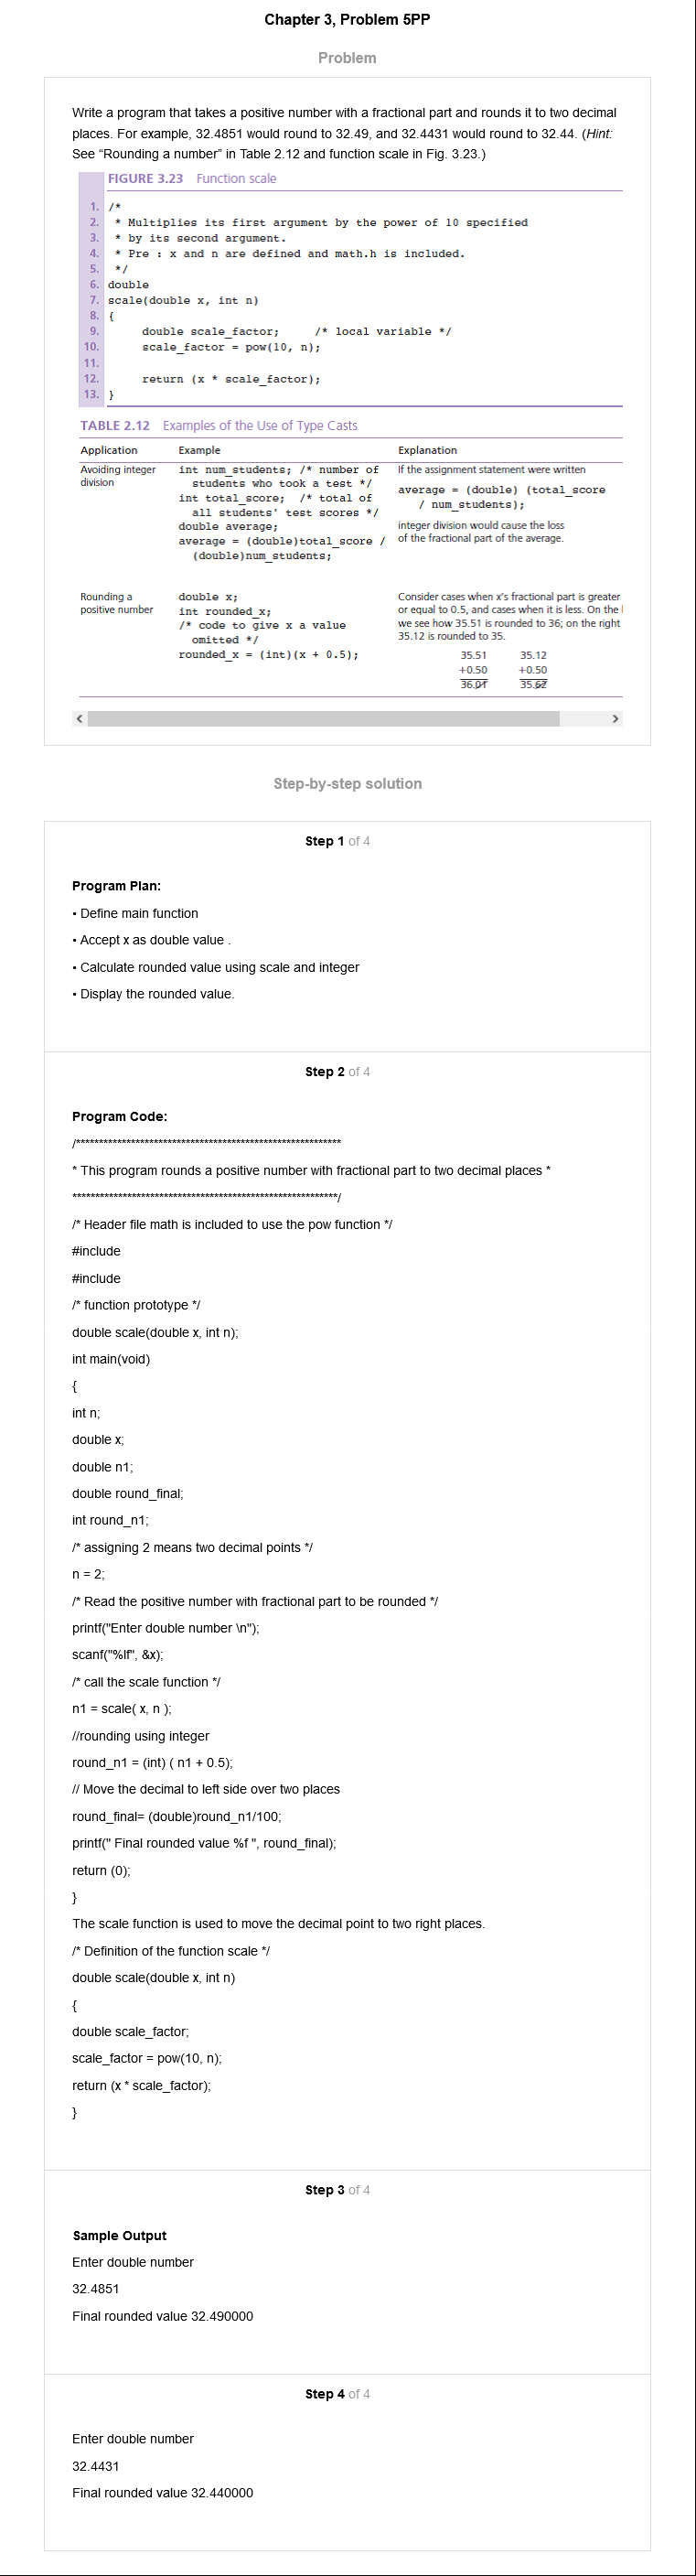 Chapter 3, Problem 5PP
Problem
Write a program that takes a positive number with a fractional part and rounds it to two decimal
places. For example, 32.4851 would round to 32.49, and 32.4431 would round to 32.44. (Hint:
See “Rounding a number” in Table 2.12 and function scale in Fig. 3.23.)
FIGURE 3.23 Function scale
1. /*
2. * Multiplies its first argument by the power of 10 specified
3. * by its second argument.
4. * Pre : x and n are defined and math.h is included.
5. */
6. double
7. scale(double x, int n)
8. {
9. double scale_factor; /* local variable */
10. scale_factor = pow(10, n);
11.
12. return (x * scale_factor);
13. }
TABLE 2.12 Examples of the Use of Type Casts
Application Example Explanation
Avoiding integer
division
int num_students; /* number of
students who took a test */
int total_score; /* total of
all students' test scores */
double average;
average = (double)total_score /
(double)num_students;
If the assignment statement were written
average = (double) (total_score
/ num_students);
integer division would cause the loss
of the fractional part of the average.
Rounding a
positive number
double x;
int rounded_x;
/* code to give x a value
omitted */
rounded_x = (int)(x + 0.5);
Consider cases when x's fractional part is greater
or equal to 0.5, and cases when it is less. On the
we see how 35.51 is rounded to 36; on the right
35.12 is rounded to 35.
35.51 35.12
+0.50 +0.50
36.01 35.62
Step-by-step solution
Step 1 of 4
Program Plan:
• Define main function
• Accept x as double value .
• Calculate rounded value using scale and integer
• Display the rounded value.
Step 2 of 4
Program Code:
/**********************************************************
* This program rounds a positive number with fractional part to two decimal places *
**********************************************************/
/* Header file math is included to use the pow function */
#include
#include
/* function prototype */
double scale(double x, int n);
int main(void)
{
int n;
double x;
double n1;
double round_final;
int round_n1;
/* assigning 2 means two decimal points */
n = 2;
/* Read the positive number with fractional part to be rounded */
printf("Enter double number \n");
scanf("%lf", &x);
/* call the scale function */
n1 = scale( x, n );
//rounding using integer
round_n1 = (int) ( n1 + 0.5);
// Move the decimal to left side over two places
round_final= (double)round_n1/100;
printf(" Final rounded value %f ", round_final);
return (0);
}
The scale function is used to move the decimal point to two right places.
/* Definition of the function scale */
double scale(double x, int n)
{
double scale_factor;
scale_factor = pow(10, n);
return (x * scale_factor);
}
Step 3 of 4
Sample Output
Enter double number
32.4851
Final rounded value 32.490000
Step 4 of 4
Enter double number
32.4431
Final rounded value 32.440000